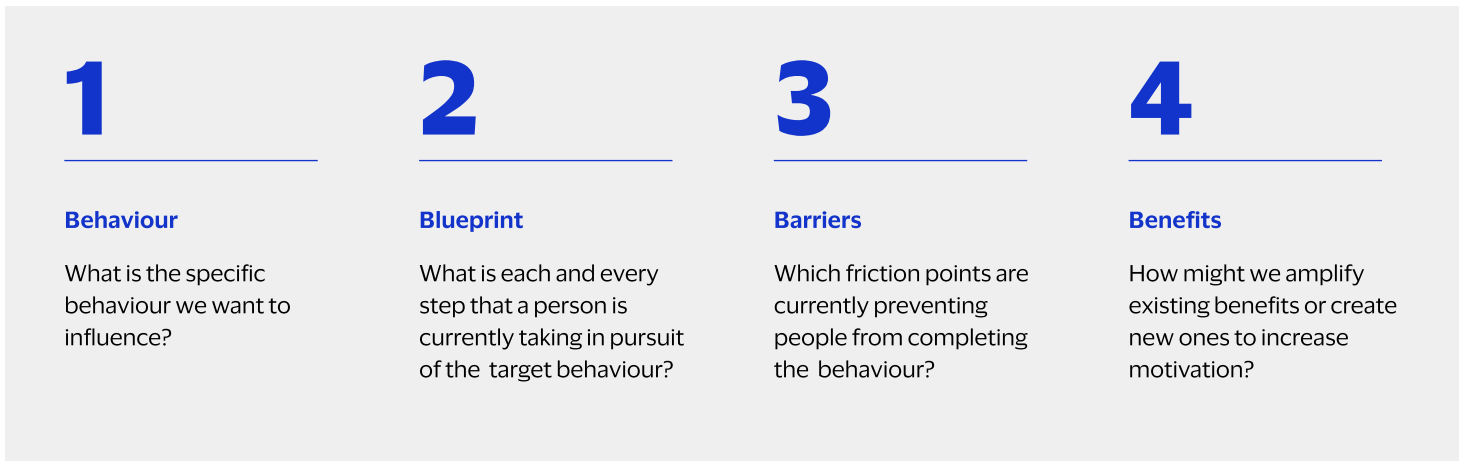 1
Behaviour
What is the specific
behaviour we want to
influence?
2
Blueprint
What is each and every
step that a person is
currently taking in pursuit
of the  target behaviour?
3
Barriers
Which friction points are
currently preventing
people from completing
the  behaviour?
4
Benefits
How might we amplify
existing benefits or create
new ones to increase
motivation?